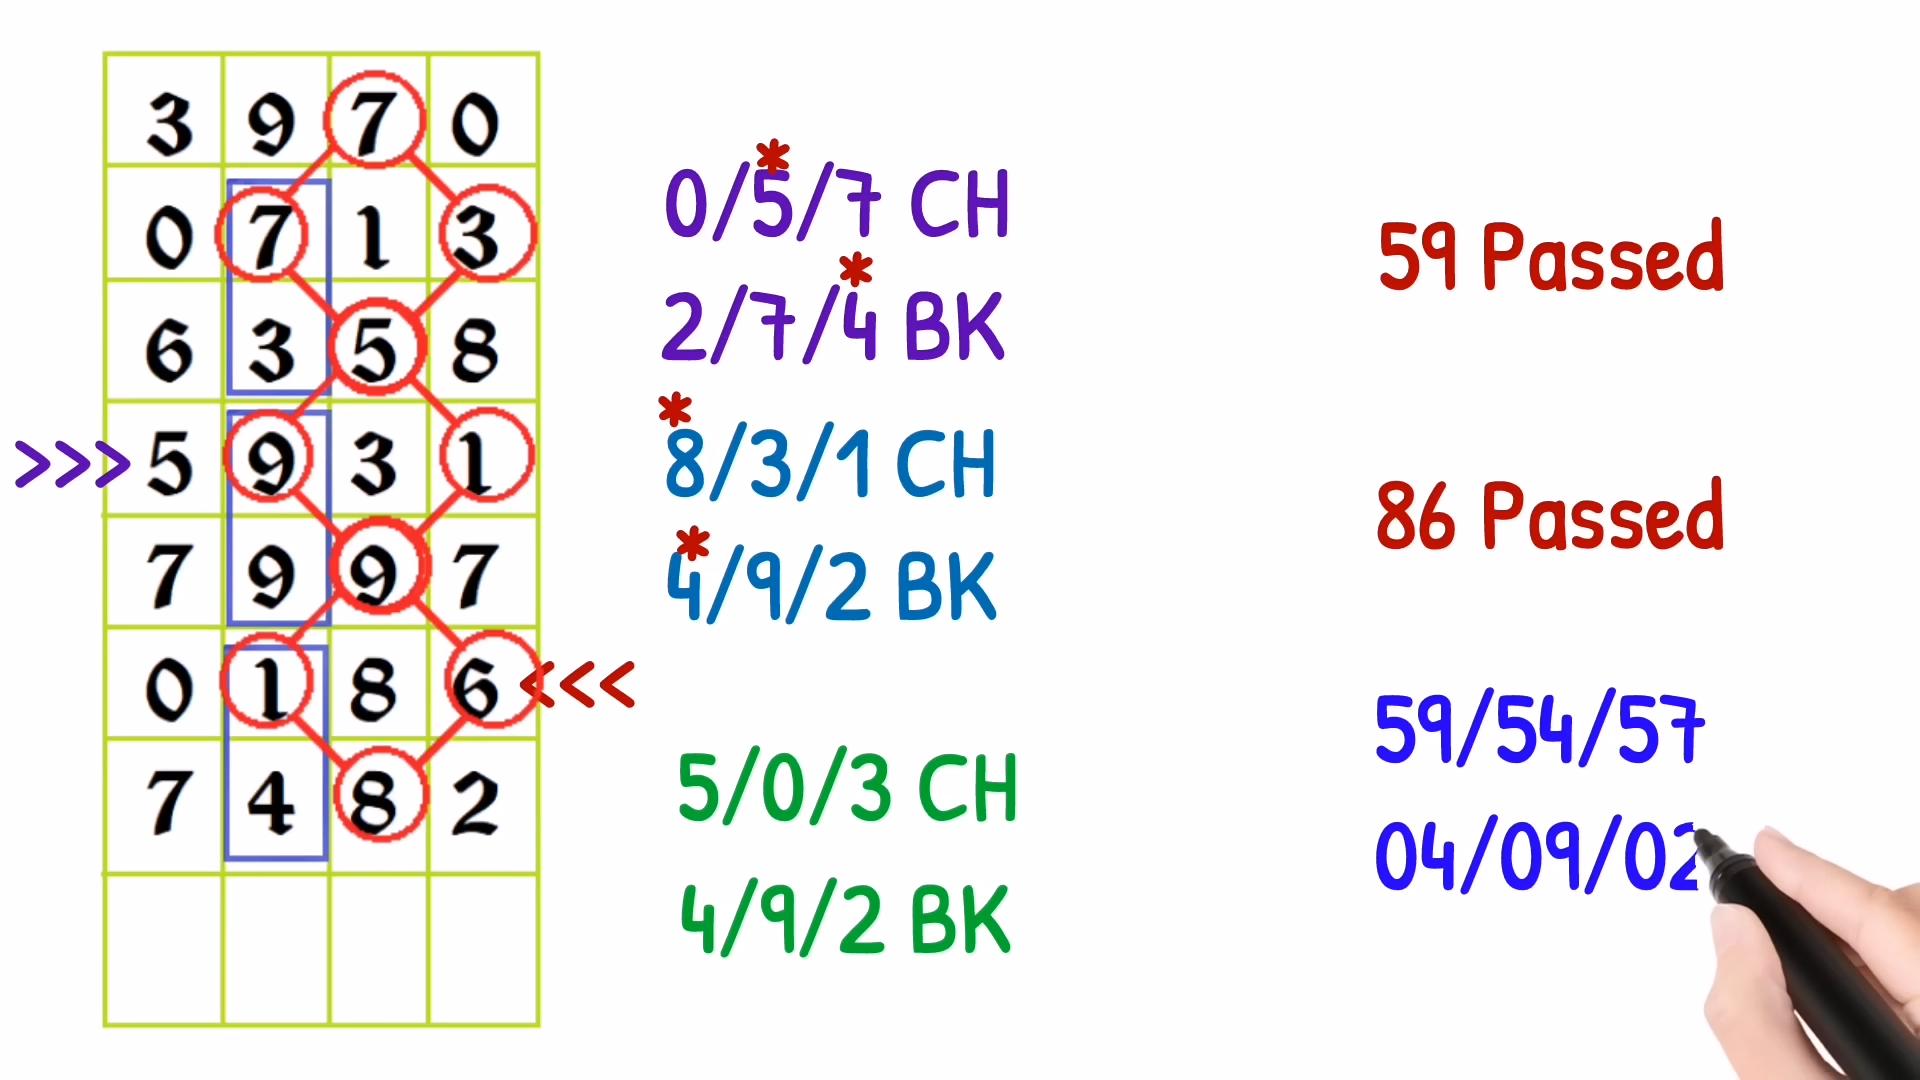 3 9 7 0
0 7 1 3
6 3 5 8
>>> 5 9 3 1
7 9 9 7
0 1 8 6 <<<
7 4 8 2
*
0/5/7 CH
*
2/7/4 BK
*
8/3/1 CH
*
4/9/2 BK
5/0/3 CH
4/9/2 BK
59 Passed
86 Passed
59/54/57
04/09/02